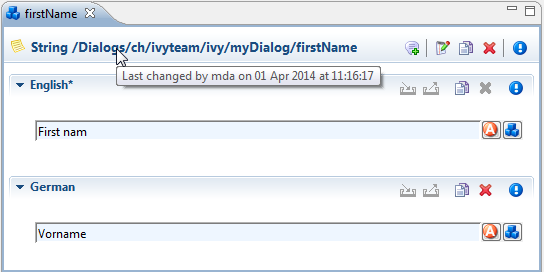 firstName
String /Dialogs/ch/ivyteam/ivy/myDialog/firstName
Last changed by mda on 01 Apr 2014 at 11:16:17
English*
First nam
A
German
Vorname
A